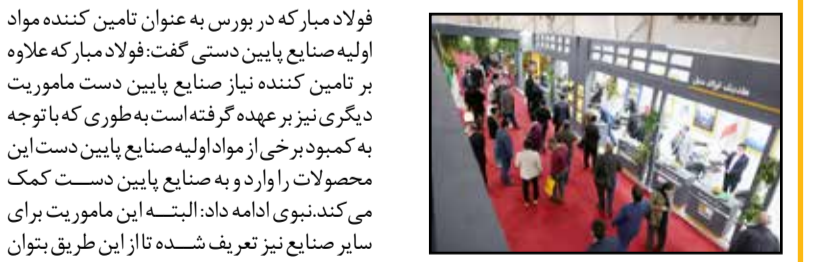 فولاد مبارکه در بورس به عنوان تامین کننده مواد
اولیه صنایع پایین دستی گفت: فولاد مبارکه علاوه
بر تامین کننده نیاز صنایع پایین دست ماموریت
دیگری نیز بر عهده گرفته است به طوری که با توجه
به کمبود برخی از مواد اولیه صنایع پایین دست این
محصولات را وارد و به صنایع پایین دست کمک
می کند. نبوی ادامه داد: البته این ماموریت برای
سایر صنایع نیز تعریف شده تا از این طریق بتوان